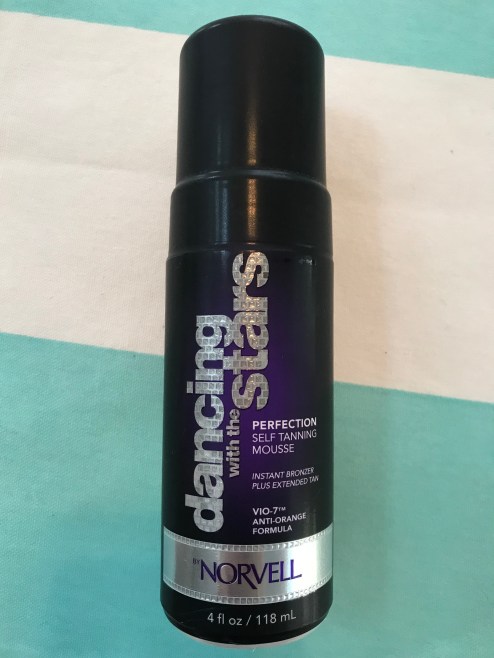 dancing
with the
stars
PERFECTION
SELF TANNING
MOUSSE
INSTANT BRONZER
PLUS EXTENDED TAN
VIO-7™
ANTI-ORANGE
FORMULA
BY NORVELL
4 fl oz / 118 mL